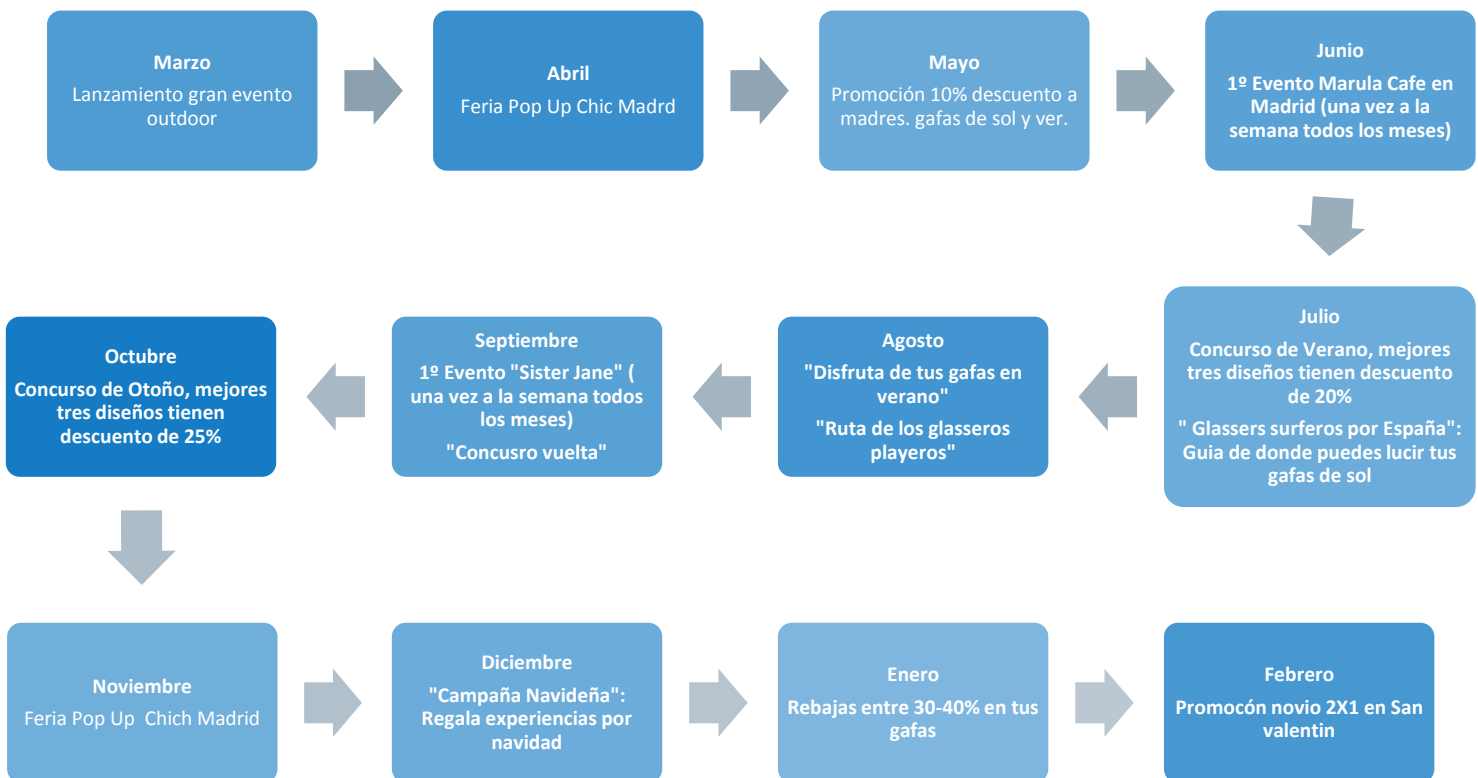 Marzo
Lanzamiento gran evento
outdoor
Abril
Feria Pop Up Chic Madrd
Mayo
Promoción 10% descuento a
madres. gafas de sol y ver.
Junio
1º Evento Marula Cafe en
Madrid (una vez a la
semana todos los meses)
Julio
Concurso de Verano, mejores
tres diseños tienen descuento
de 20%
" Glassers surferos por España":
Guia de donde puedes lucir tus
gafas de sol
Agosto
"Disfruta de tus gafas en
verano"
"Ruta de los glasseros
playeros"
Septiembre
1º Evento "Sister Jane" (
una vez a la semana todos
los meses)
"Concusro vuelta"
Octubre
Concurso de Otoño, mejores
tres diseños tienen
descuento de 25%
Noviembre
Feria Pop Up  Chich Madrid
Diciembre
"Campaña Navideña":
Regala experiencias por
navidad
Enero
Rebajas entre 30-40% en tus
gafas
Febrero
Promocón novio 2X1 en San
valentin